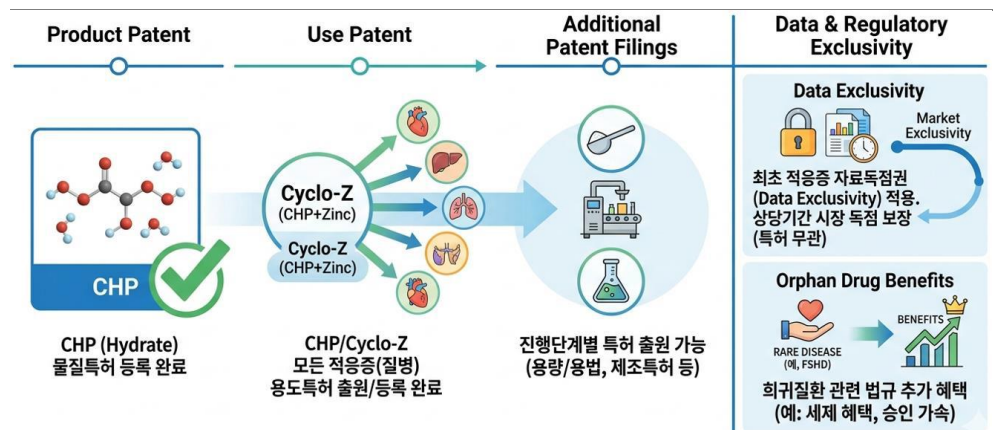 Product Patent
CHP
CHP (Hydrate)
물질특허 등록 완료
Use Patent
Cyclo-Z
(CHP+Zinc)
Cyclo-Z
(CHP+Zinc)
CHP/Cyclo-Z
모든 적응증(질병)
용도특허 출원/등록 완료
Additional
Patent Filings
진행단계별 특허 출원 가능
(용량/용법, 제조특허 등)
Data & Regulatory
Exclusivity
Data Exclusivity
Market
Exclusivity
최초 적응증 자료독점권
(Data Exclusivity) 적용.
상당기간 시장 독점 보장
(특허 무관)
Orphan Drug Benefits
RARE DISEASE
(예, FSHD)
BENEFITS
희귀질환 관련 법규 추가 혜택
(예: 세제 혜택, 승인 가속)